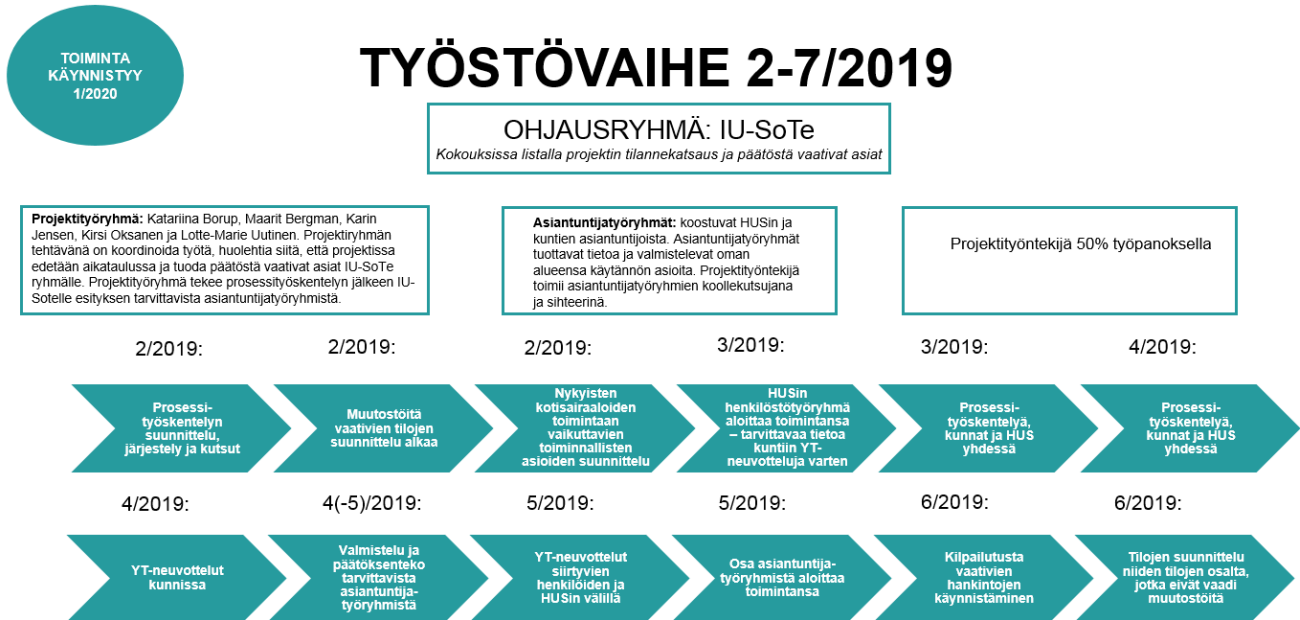 TOIMINTA
KÄYNNISTYY
1/2020
TYÖSTÖVAIHE 2-7/2019
OHJAUSRYHMÄ: IU-SoTe
Kokouksissa listalla projektin tilannekatsaus ja päätöstä vaativat asiat
Projektityöryhmä: Katariina Borup, Maarit Bergman, Karin
Jensen, Kirsi Oksanen ja Lotte-Marie Uutinen. Projektiryhmän
tehtävänä on koordinoida työtä, huolehtia siitä, että projektissa
edetään aikataulussa ja tuoda päätöstä vaativat asiat IU-SoTe
ryhmälle. Projektityöryhmä tekee prosessityöskentelyn jälkeen IU-
Sotelle esityksen tarvittavista asiantuntijatyöryhmistä.
Asiantuntijatyöryhmät: koostuvat HUSin ja
kuntien asiantuntijoista. Asiantuntijatyöryhmät
tuottavat tietoa ja valmistelevat oman
alueensa käytännön asioita. Projektityöntekijä
toimii asiantuntijatyöryhmien koollekutsujana
ja sihteerinä.
Projektityöntekijä 50% työpanoksella
2/2019:
Prosessi-
työskentelyn
suunnittelu,
järjestely ja kutsut
2/2019:
Muutostöitä
vaativien tilojen
suunnittelu alkaa
2/2019:
Nykyisten
kotisairaaloiden
toimintaan
vaikuttavien
toiminnallisten
asioiden suunnittelu
3/2019:
HUSin
henkilöstötyöryhmä
aloittaa toimintansa
– tarvittavaa tietoa
kuntiin YT-
neuvotteluja varten
3/2019:
Prosessi-
työskentelyä,
kunnat ja HUS
yhdessä
4/2019:
Prosessi-
työskentelyä,
kunnat ja HUS
yhdessä
4/2019:
YT-neuvottelut
kunnissa
4(-5)/2019:
Valmistelu ja
päätöksenteko
tarvittavista
asiantuntija-
työryhmistä
5/2019:
YT-neuvottelut
siirtyvien
henkilöiden ja
HUSin välillä
5/2019:
Osa asiantuntija-
työryhmistä aloittaa
toimintansa
6/2019:
Kilpailutusta
vaativien
hankintojen
käynnistäminen
6/2019:
Tilojen suunnittelu
niiden tilojen osalta,
jotka eivät vaadi
muutostöitä